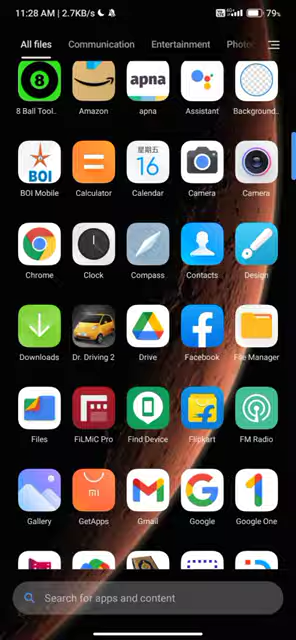 11:28 AM | 2.7KB/s
79%
All files Communication Entertainment Photo
8
apna
8 Ball Tool.. Amazon apna Assistant Background..
BOI
星期五
16
BOI Mobile Calculator Calendar Camera Camera
Chrome Clock Compass Contacts Design
Downloads Dr. Driving 2 Drive Facebook File Manager
Files FiLMiC Pro Find Device Flipkart FM Radio
Gallery GetApps Gmail Google Google One
Search for apps and content